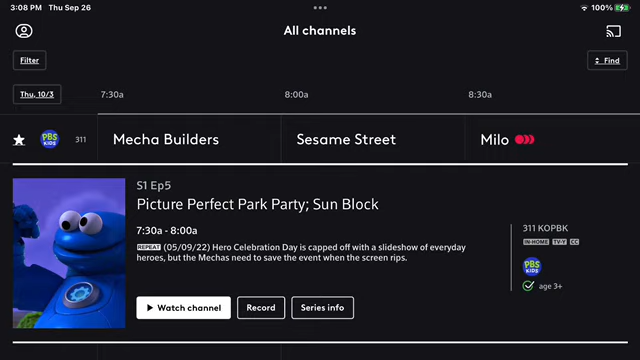 3:08 PM Thu Sep 26
100%
All channels
Filter
Find
Thu, 10/3
7:30a
8:00a
8:30a
PBS KIDS
311
Mecha Builders
Sesame Street
Milo
S1 Ep5
Picture Perfect Park Party; Sun Block
7:30a - 8:00a
REPEAT (05/09/22) Hero Celebration Day is capped off with a slideshow of everyday
heroes, but the Mechas need to save the event when the screen rips.
311 KOPBK
IN-HOME TV-Y CC
PBS KIDS
age 3+
Watch channel
Record
Series info